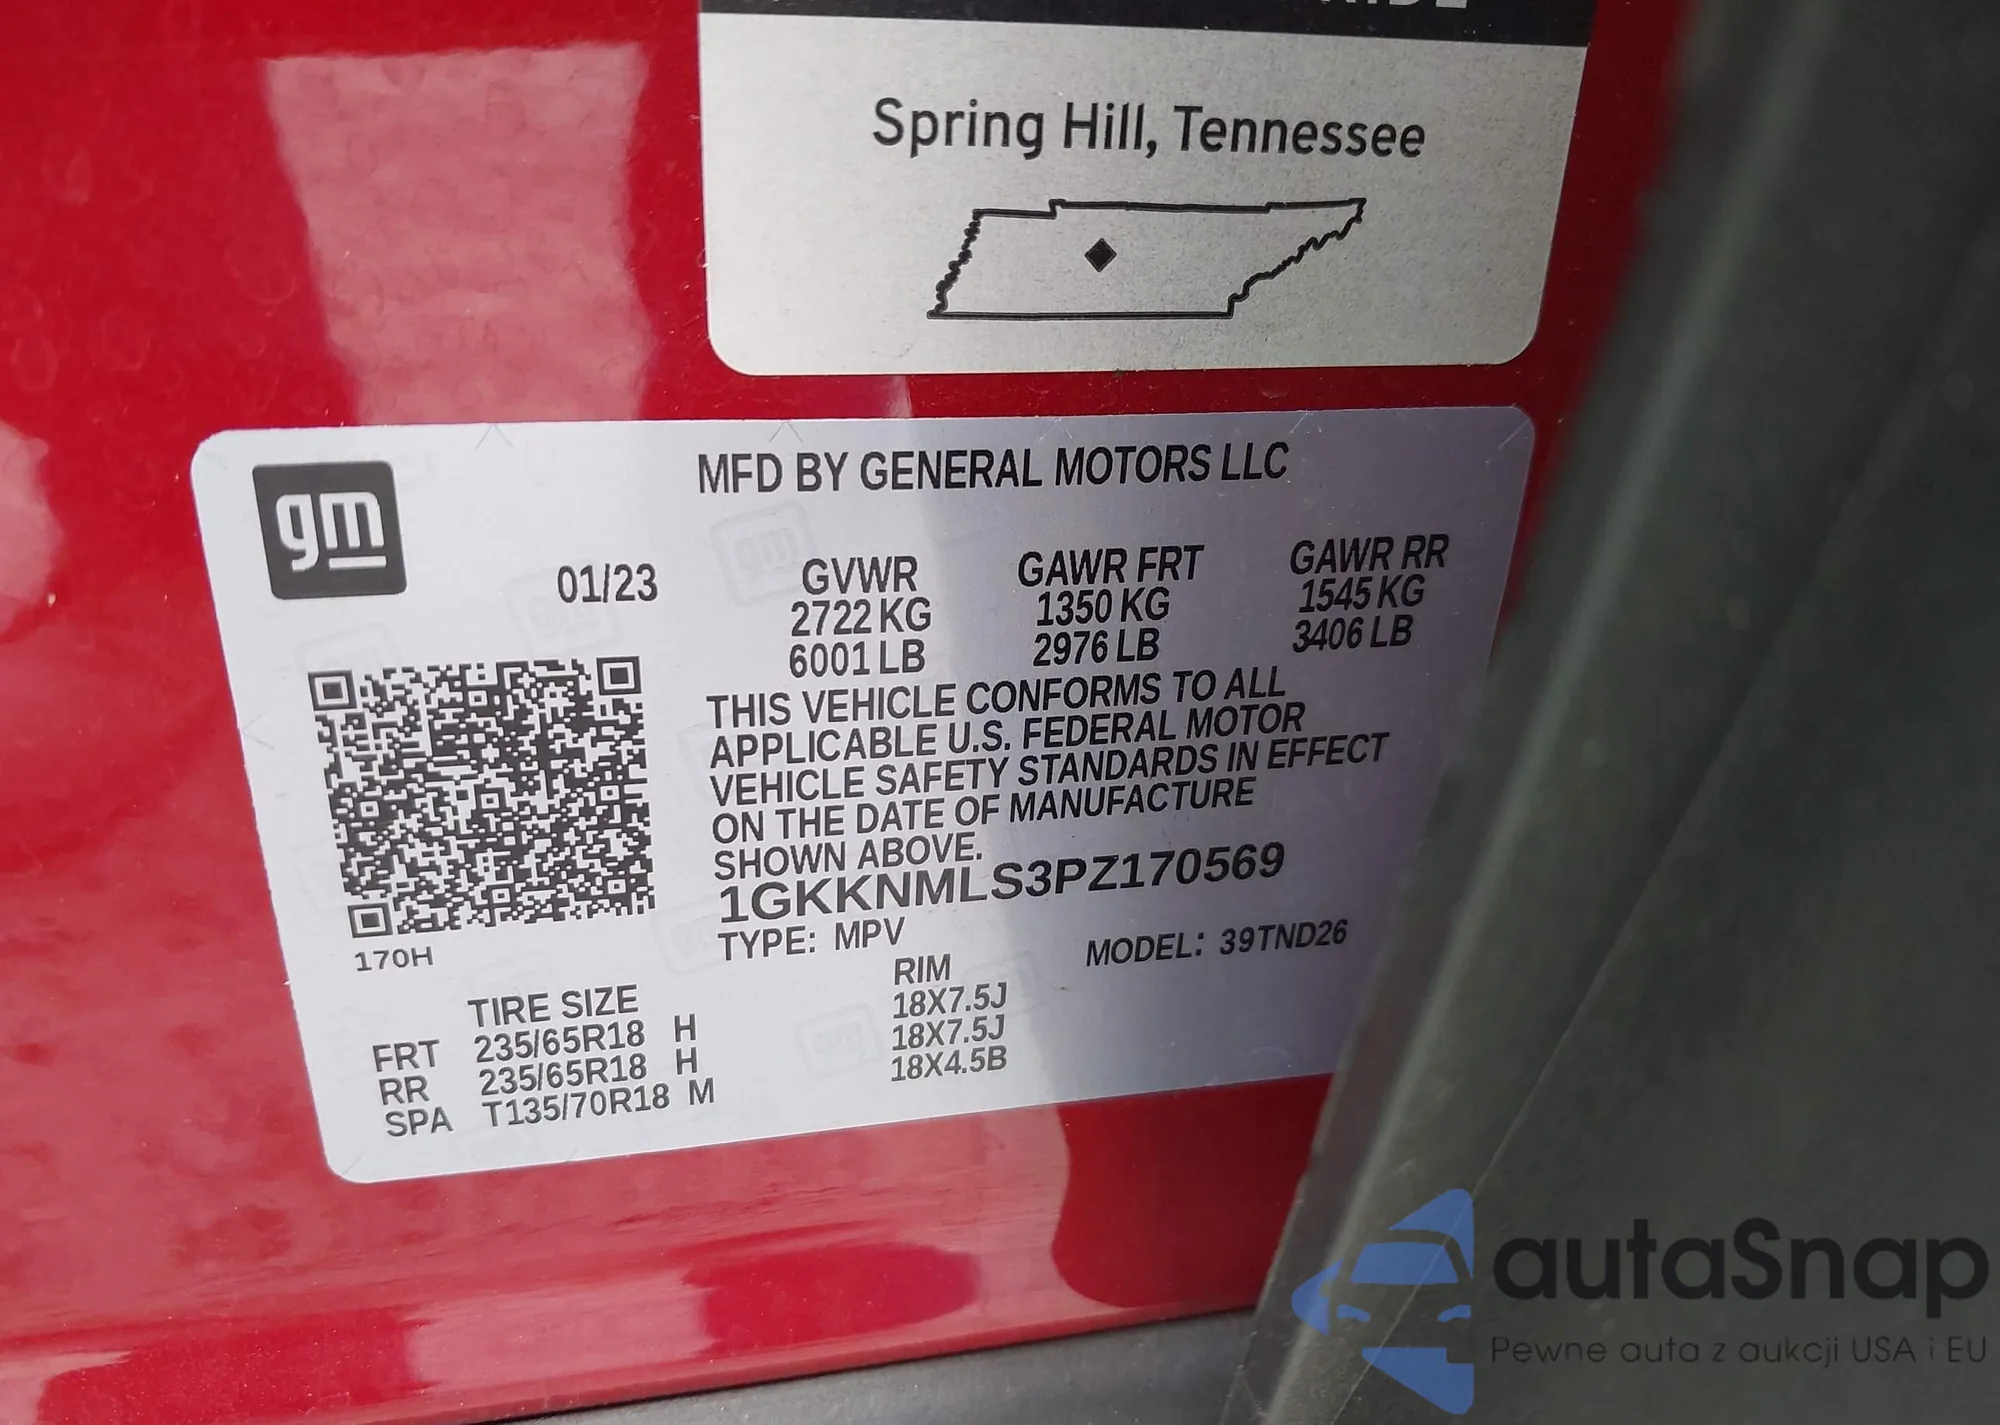 Spring Hill, Tennessee
gm
MFD BY GENERAL MOTORS LLC
01/23
GVWR GAWR FRT GAWR RR
2722 KG 1350 KG 1545 KG
6001 LB 2976 LB 3406 LB
THIS VEHICLE CONFORMS TO ALL
APPLICABLE U.S. FEDERAL MOTOR
VEHICLE SAFETY STANDARDS IN EFFECT
ON THE DATE OF MANUFACTURE
SHOWN ABOVE.
1GKKNMLS3PZ170569
TYPE: MPV MODEL: 39TND26
170H
TIRE SIZE RIM
FRT 235/65R18 H 18X7.5J
RR 235/65R18 H 18X7.5J
SPA T135/70R18 M 18X4.5B
autaSnap
Pewne auta z aukcji USA i EU